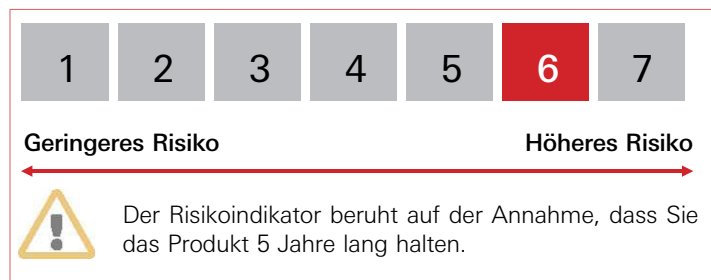 1 2 3 4 5 6 7
Geringeres Risiko Höheres Risiko
Der Risikoindikator beruht auf der Annahme, dass Sie
das Produkt 5 Jahre lang halten.